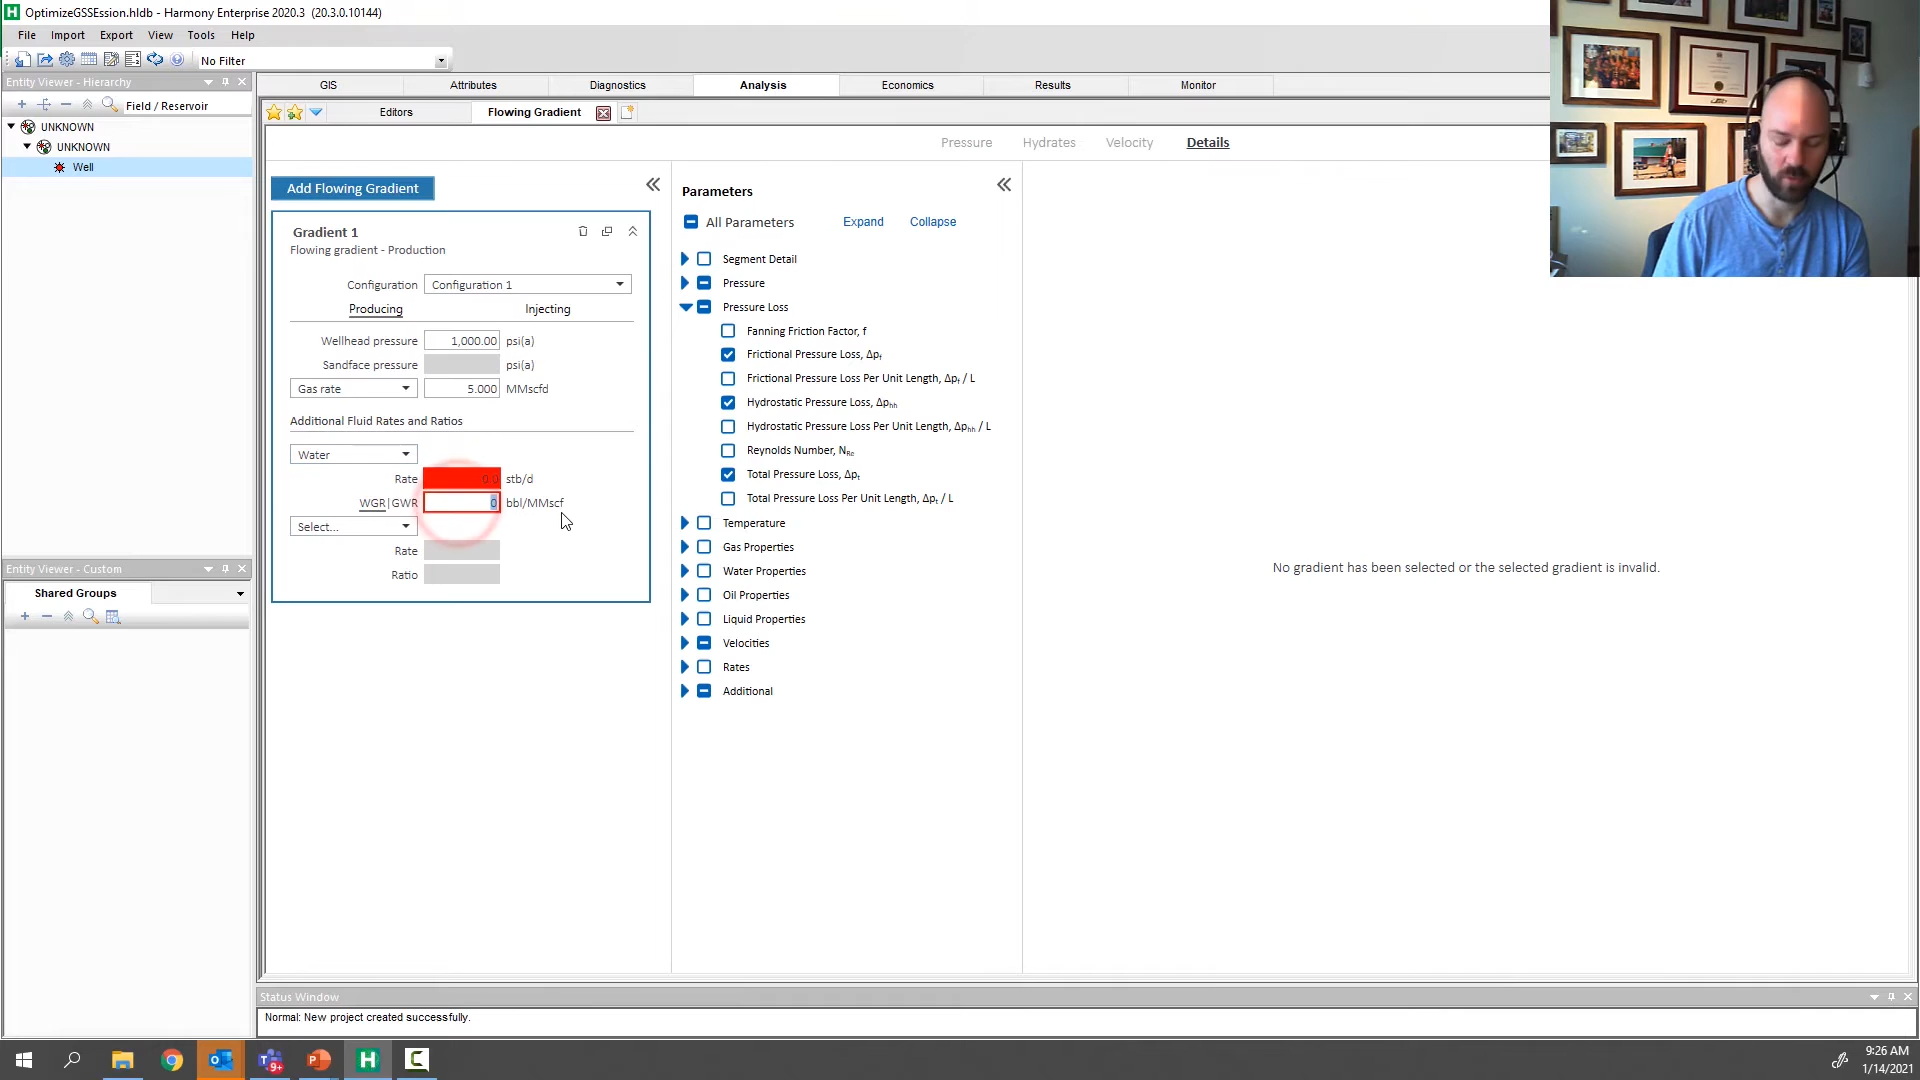 OptimizeGSSEssion.hldb - Harmony Enterprise 2020.3 (20.3.0.10144)
File Import Export View Tools Help
No Filter
Entity Viewer - Hierarchy
Field / Reservoir
UNKNOWN
UNKNOWN
Well
Entity Viewer - Custom
Shared Groups
GIS Attributes Diagnostics Analysis Economics Results Monitor
Editors Flowing Gradient
Pressure Hydrates Velocity Details
Add Flowing Gradient
Gradient 1
Flowing gradient - Production
Configuration Configuration 1
Producing Injecting
Wellhead pressure 1,000.00 psi(a)
Sandface pressure psi(a)
Gas rate 5.000 MMscfd
Additional Fluid Rates and Ratios
Water
Rate 0.0 stb/d
WGR|GWR 0 bbl/MMscf
Select...
Rate
Ratio
Parameters
All Parameters Expand Collapse
Segment Detail
Pressure
Pressure Loss
Fanning Friction Factor, f
Frictional Pressure Loss, Δpf
Frictional Pressure Loss Per Unit Length, Δpf / L
Hydrostatic Pressure Loss, Δphh
Hydrostatic Pressure Loss Per Unit Length, Δphh / L
Reynolds Number, NRe
Total Pressure Loss, Δpt
Total Pressure Loss Per Unit Length, Δpt / L
Temperature
Gas Properties
Water Properties
Oil Properties
Liquid Properties
Velocities
Rates
Additional
No gradient has been selected or the selected gradient is invalid.
Status Window
Normal: New project created successfully.
9:26 AM
1/14/2021